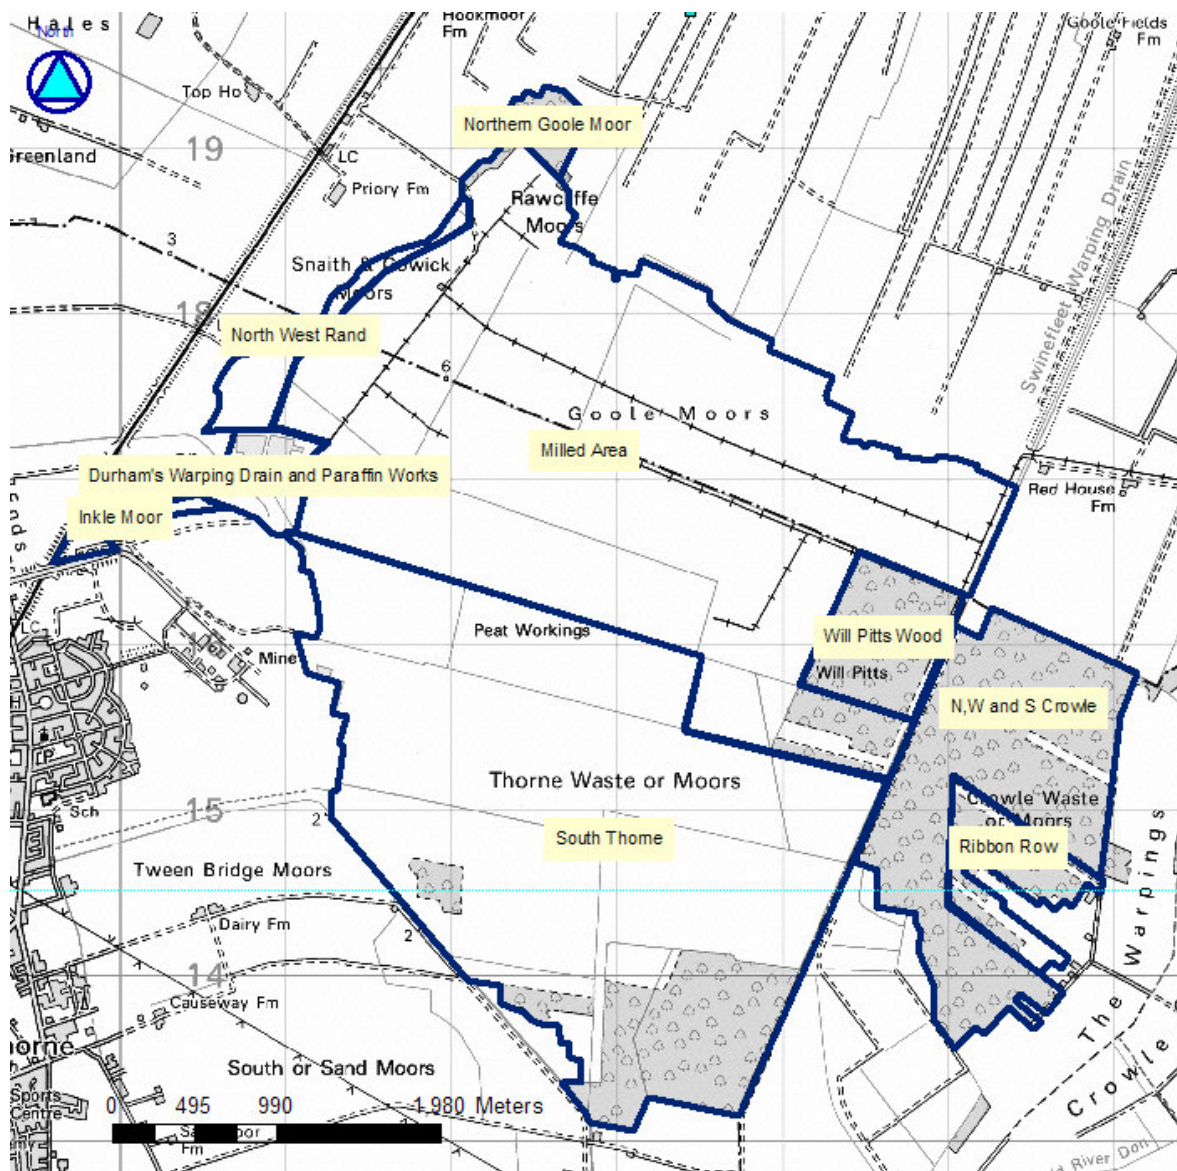 Hales
North
Hookmoor
Fm
Goole Fields
Fm
Top Ho
Northern Goole Moor
19
LC
Greenland
Priory Fm
Rawcliffe
Moors
Swinefleet Warping Drain
3
Snaith & Cowick
Moors
18
North West Rand
6
Goole Moors
Milled Area
Durham's Warping Drain and Paraffin Works
Red House
Fm
Inkle Moor
Peat Workings
Will Pitts Wood
Mine
Will Pitts
N,W and S Crowle
P
Thorne Waste or Moors
Crowle Waste
or Moors
Sch
15
2
South Thorne
Ribbon Row
Tween Bridge Moors
Warpings
Dairy Fm
2
14
Causeway Fm
The
Crowle
orne
South or Sand Moors
Sports
Centre
0 495 990 1,980 Meters
Fm
River Don